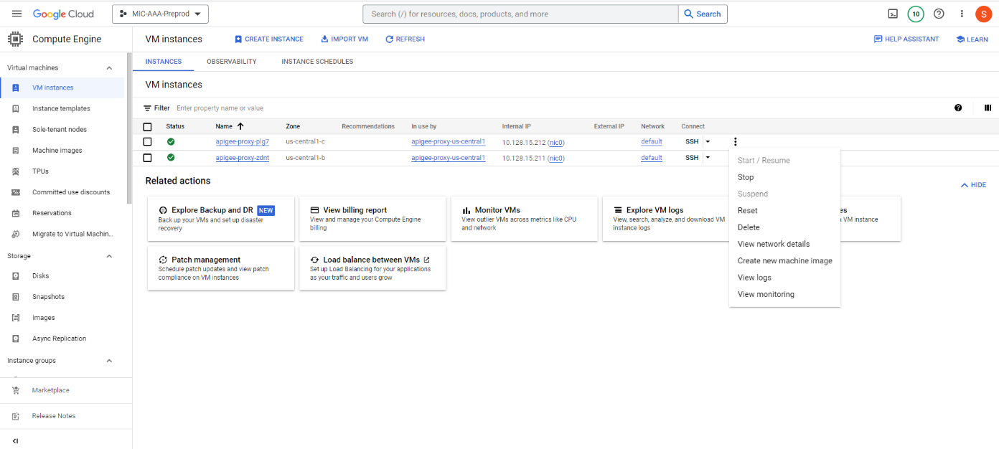 Google Cloud
MIC-AAA-Preprod
Search (/) for resources, docs, products, and more
Search
10
S
Compute Engine
VM instances
CREATE INSTANCE
IMPORT VM
REFRESH
HELP ASSISTANT
LEARN
Virtual machines
VM instances
Instance templates
Sole-tenant nodes
Machine images
TPUs
Committed use discounts
Reservations
Migrate to Virtual Machin...
Storage
Disks
Snapshots
Images
Async Replication
Instance groups
Marketplace
Release Notes
INSTANCES
OBSERVABILITY
INSTANCE SCHEDULES
VM instances
Filter
Enter property name or value
Status Name Zone Recommendations In use by Internal IP External IP Network Connect
apigee-proxy-plg7 us-central1-c apigee-proxy-us-central1 10.128.15.212 (nic0) default SSH
apigee-proxy-zdnt us-central1-b apigee-proxy-us-central1 10.128.15.211 (nic0) default SSH
Related actions
HIDE
Explore Backup and DR NEW
Back up your VMs and set up disaster
recovery
View billing report
View and manage your Compute Engine
billing
Monitor VMs
View outlier VMs across metrics like CPU
and network
Explore VM logs
View, search, analyze, and download VM
instance logs
es
VM instance
Patch management
Schedule patch updates and view patch
compliance on VM instances
Load balance between VMs
Set up Load Balancing for your applications
as your traffic and users grow
Start / Resume
Stop
Suspend
Reset
Delete
View network details
Create new machine image
View logs
View monitoring